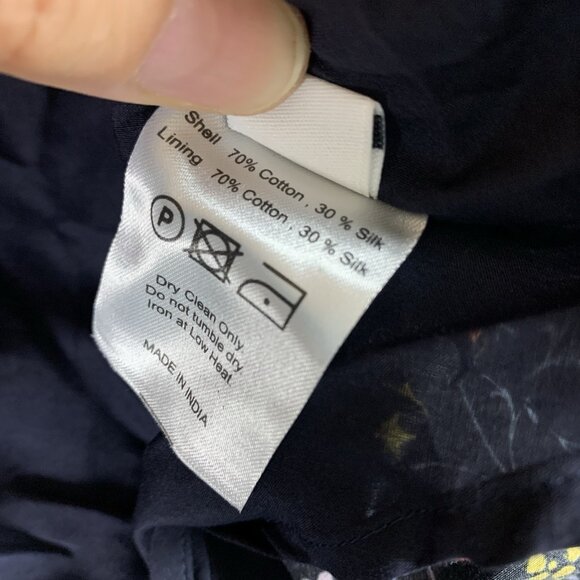 Shell 70% Cotton , 30 % Silk
Lining 70% Cotton , 30 % Silk
P
Dry Clean Only
Do not tumble dry
Iron at Low Heat
MADE IN INDIA